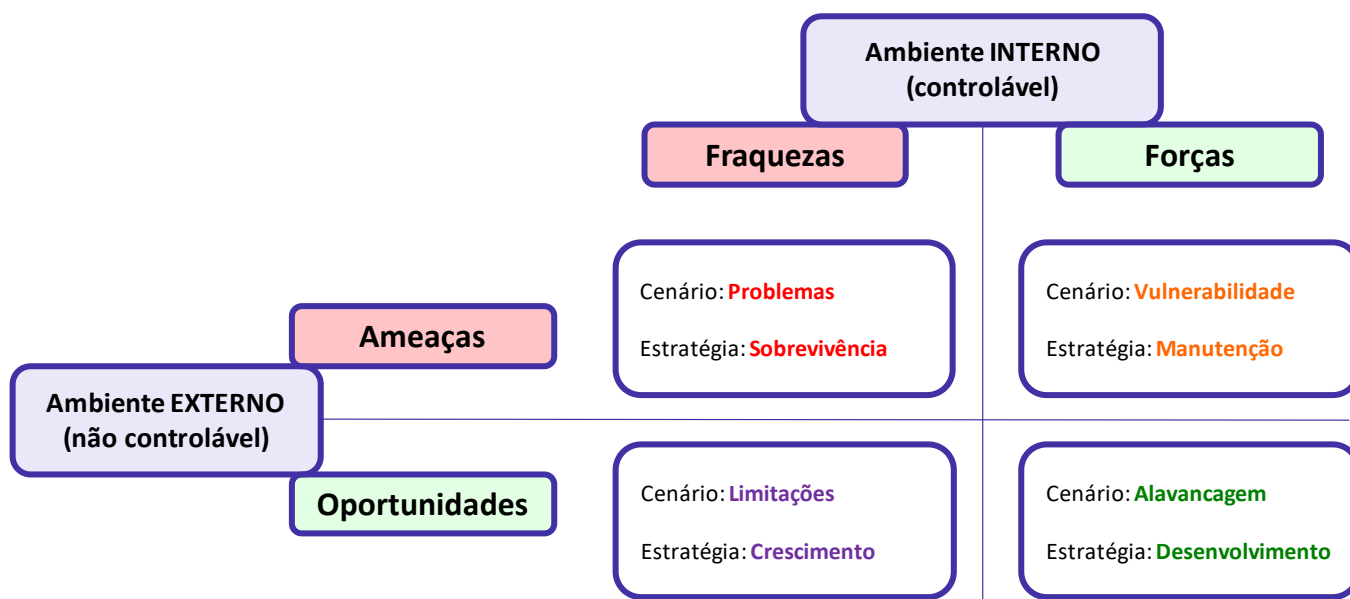 Ambiente INTERNO
(controlável)
Fraquezas
Forças
Cenário: Problemas
Estratégia: Sobrevivência
Cenário: Vulnerabilidade
Estratégia: Manutenção
Ameaças
Ambiente EXTERNO
(não controlável)
Oportunidades
Cenário: Limitações
Estratégia: Crescimento
Cenário: Alavancagem
Estratégia: Desenvolvimento